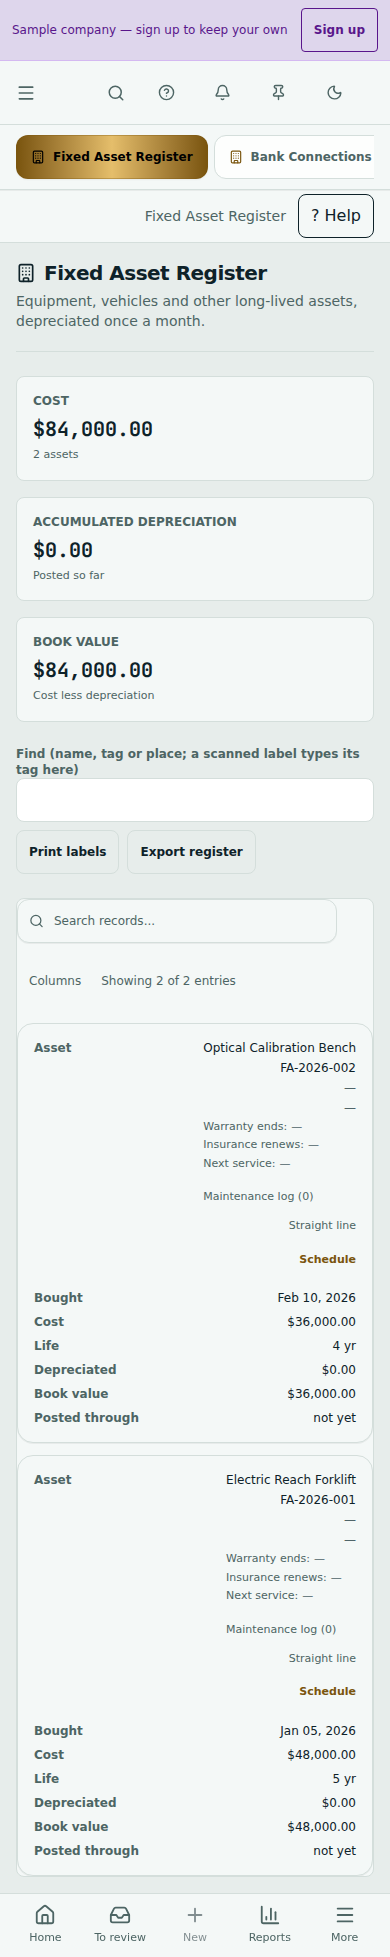 Sample company — sign up to keep your own
Sign up
Fixed Asset Register
Bank Connections
Fixed Asset Register
? Help
Fixed Asset Register
Equipment, vehicles and other long-lived assets,
depreciated once a month.
COST
$84,000.00
2 assets
ACCUMULATED DEPRECIATION
$0.00
Posted so far
BOOK VALUE
$84,000.00
Cost less depreciation
Find (name, tag or place; a scanned label types its
tag here)
Print labels
Export register
Search records...
Columns Showing 2 of 2 entries
Asset Optical Calibration Bench
FA-2026-002
—
—
Warranty ends: —
Insurance renews: —
Next service: —
Maintenance log (0)
Straight line
Schedule
Bought Feb 10, 2026
Cost $36,000.00
Life 4 yr
Depreciated $0.00
Book value $36,000.00
Posted through not yet
Asset Electric Reach Forklift
FA-2026-001
—
—
Warranty ends: —
Insurance renews: —
Next service: —
Maintenance log (0)
Straight line
Schedule
Bought Jan 05, 2026
Cost $48,000.00
Life 5 yr
Depreciated $0.00
Book value $48,000.00
Posted through not yet
Home To review New Reports More